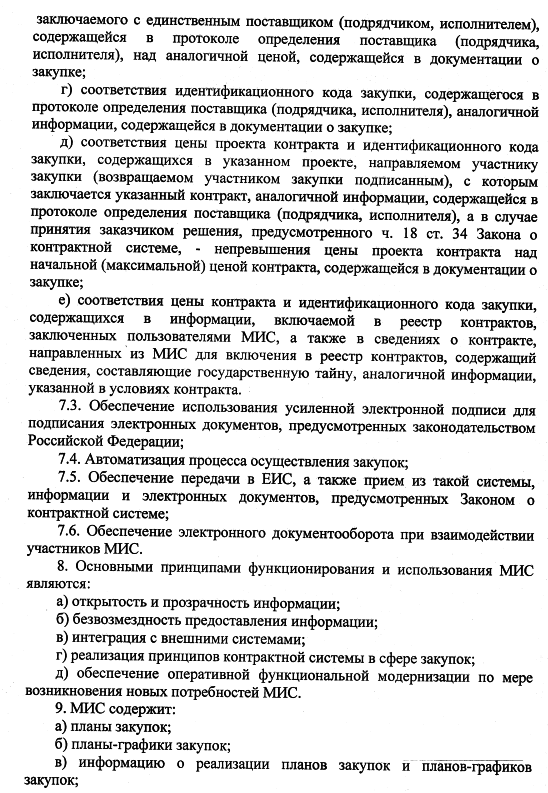 заключаемого с единственным поставщиком (подрядчиком, исполнителем),
содержащейся в протоколе определения поставщика (подрядчика,
исполнителя), над аналогичной ценой, содержащейся в документации о
закупке;
г) соответствия идентификационного кода закупки, содержащегося в
протоколе определения поставщика (подрядчика, исполнителя), аналогичной
информации, содержащейся в документации о закупке;
д) соответствия цены проекта контракта и идентификационного кода
закупки, содержащихся в указанном проекте, направляемом участнику
закупки (возвращаемом участником закупки подписанным), с которым
заключается указанный контракт, аналогичной информации, содержащейся в
протоколе определения поставщика (подрядчика, исполнителя), а в случае
принятия заказчиком решения, предусмотренного ч. 18 ст. 34 Закона о
контрактной системе, - непревышения цены проекта контракта над
начальной (максимальной) ценой контракта, содержащейся в документации о
закупке;
е) соответствия цены контракта и идентификационного кода закупки,
содержащихся в информации, включаемой в реестр контрактов,
заключенных пользователями МИС, а также в сведениях о контракте,
направленных из МИС для включения в реестр контрактов, содержащий
сведения, составляющие государственную тайну, аналогичной информации,
указанной в условиях контракта.
7.3. Обеспечение использования усиленной электронной подписи для
подписания электронных документов, предусмотренных законодательством
Российской Федерации;
7.4. Автоматизация процесса осуществления закупок;
7.5. Обеспечение передачи в ЕИС, а также прием из такой системы,
информации и электронных документов, предусмотренных Законом о
контрактной системе;
7.6. Обеспечение электронного документооборота при взаимодействии
участников МИС.
8. Основными принципами функционирования и использования МИС
являются:
а) открытость и прозрачность информации;
б) безвозмездность предоставления информации;
в) интеграция с внешними системами;
г) реализация принципов контрактной системы в сфере закупок;
д) обеспечение оперативной функциональной модернизации по мере
возникновения новых потребностей МИС.
9. МИС содержит:
а) планы закупок;
б) планы-графики закупок;
в) информацию о реализации планов закупок и планов-графиков
закупок;